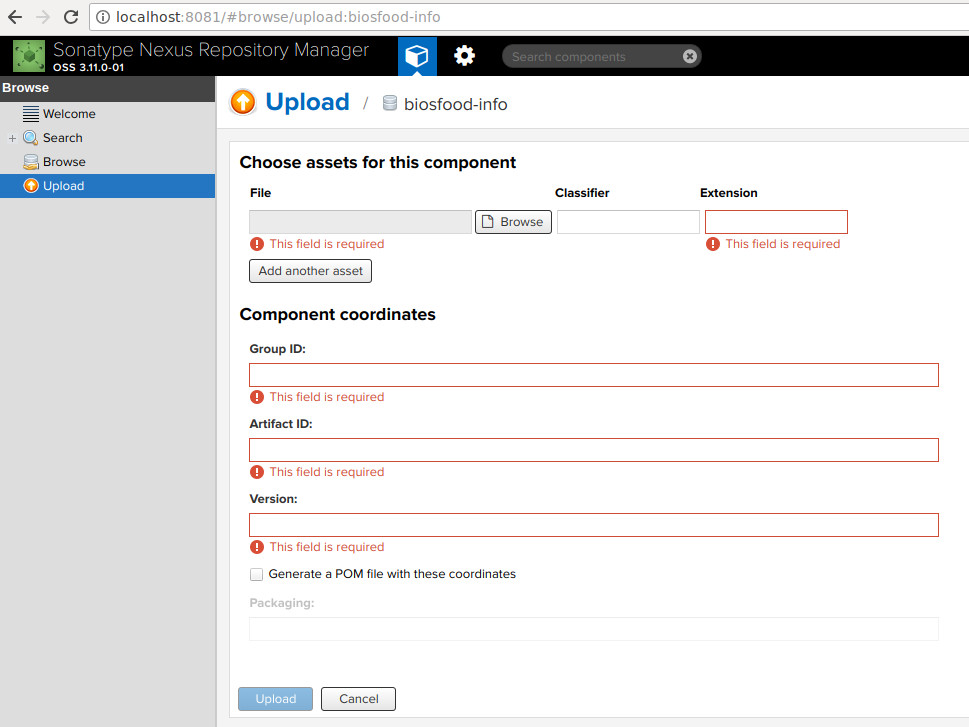 localhost:8081/#browse/upload:biosfood-info
Sonatype Nexus Repository Manager
OSS 3.11.0-01
Search components
Browse
Welcome
Search
Browse
Upload
Upload / biosfood-info
Choose assets for this component
File Classifier Extension
Browse
This field is required This field is required
Add another asset
Component coordinates
Group ID:
This field is required
Artifact ID:
This field is required
Version:
This field is required
Generate a POM file with these coordinates
Packaging:
Upload Cancel